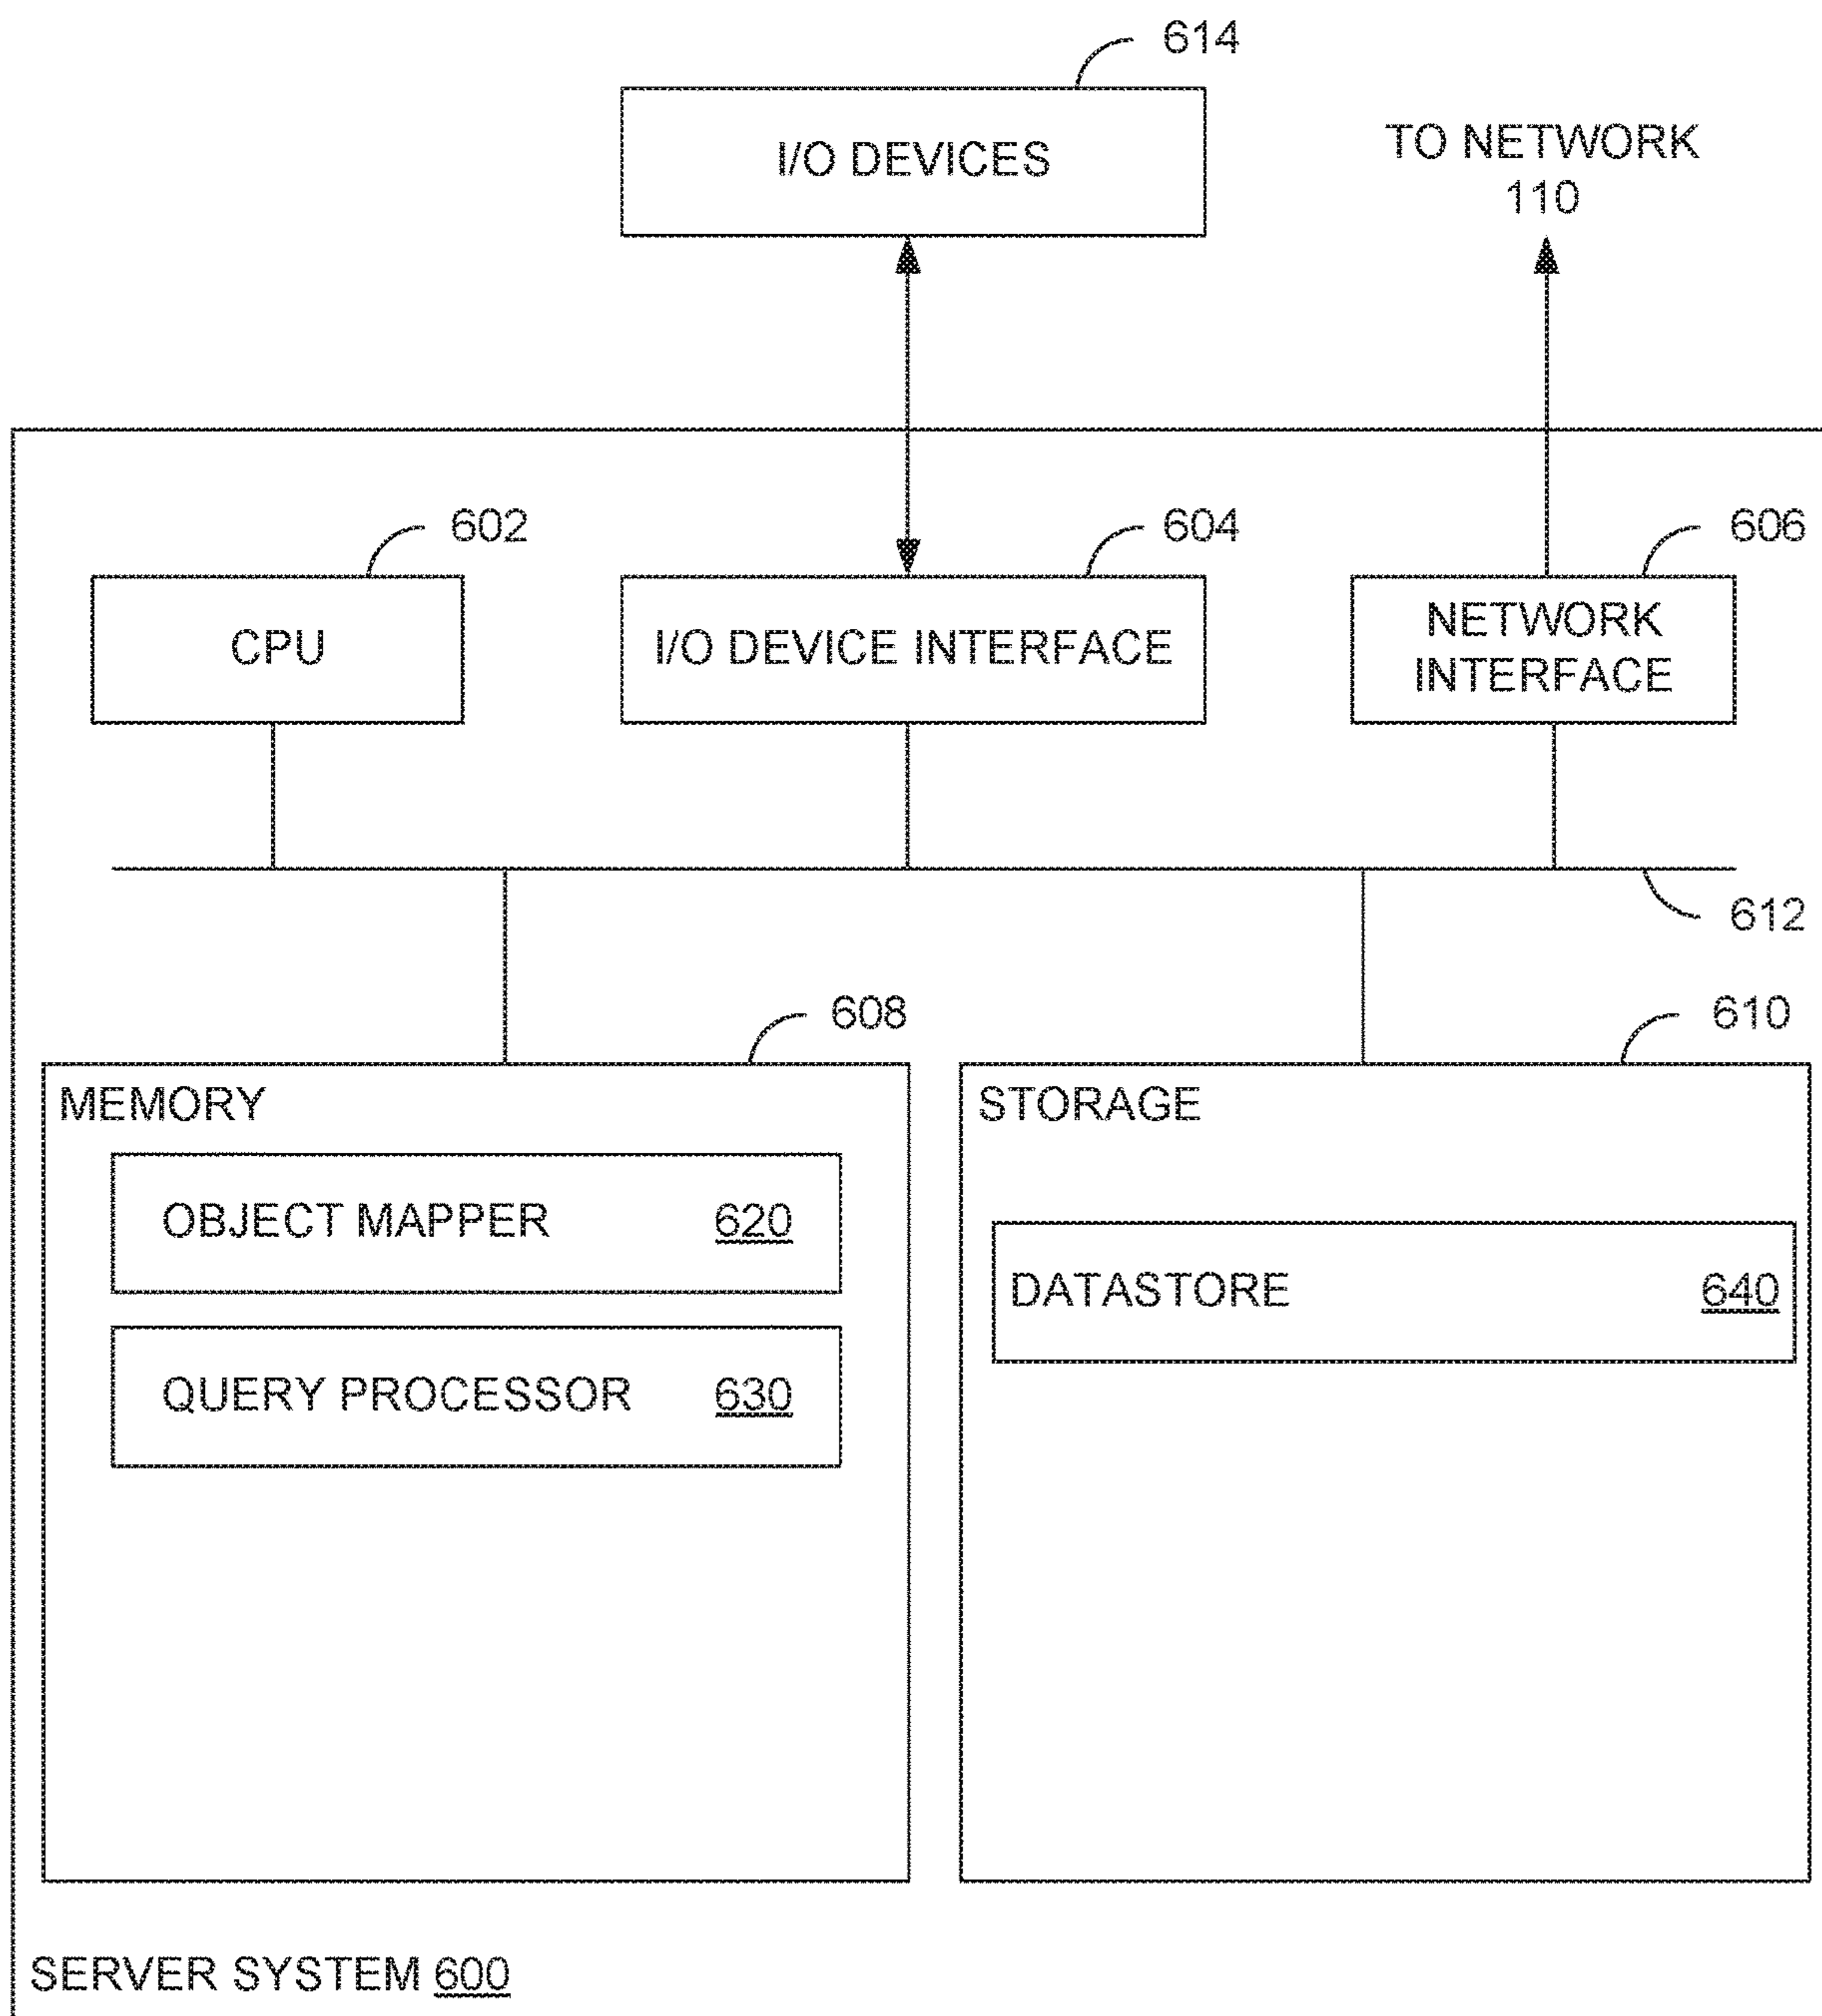 614
I/O DEVICES
TO NETWORK
110
602
604
606
CPU
I/O DEVICE INTERFACE
NETWORK
INTERFACE
612
608
610
MEMORY
STORAGE
OBJECT MAPPER 620
DATASTORE 640
QUERY PROCESSOR 630
SERVER SYSTEM 600